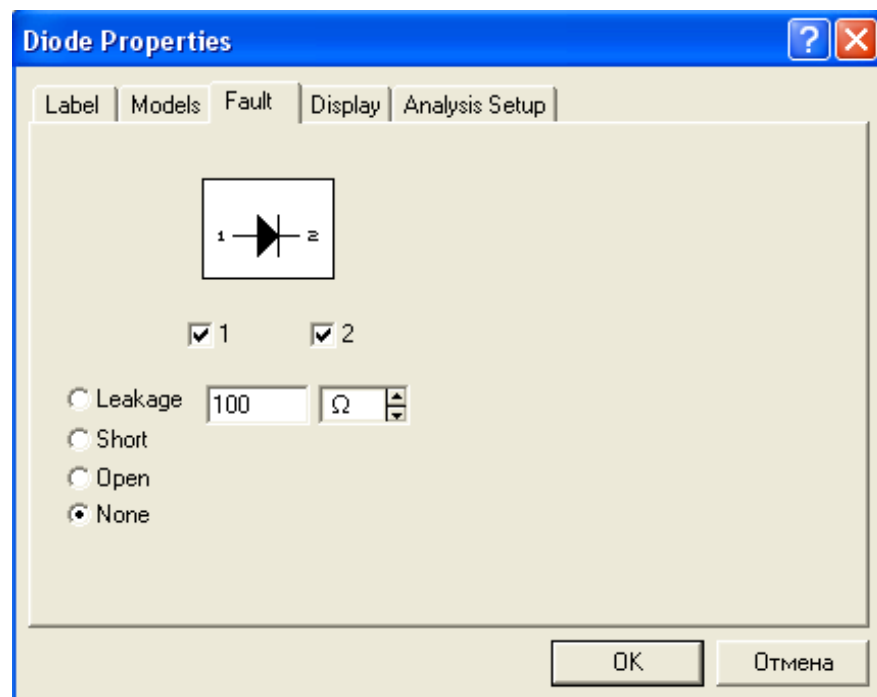 Diode Properties
Label Models Fault Display Analysis Setup
1 2
1 2
Leakage 100 Ω
Short
Open
None
OK Отмена